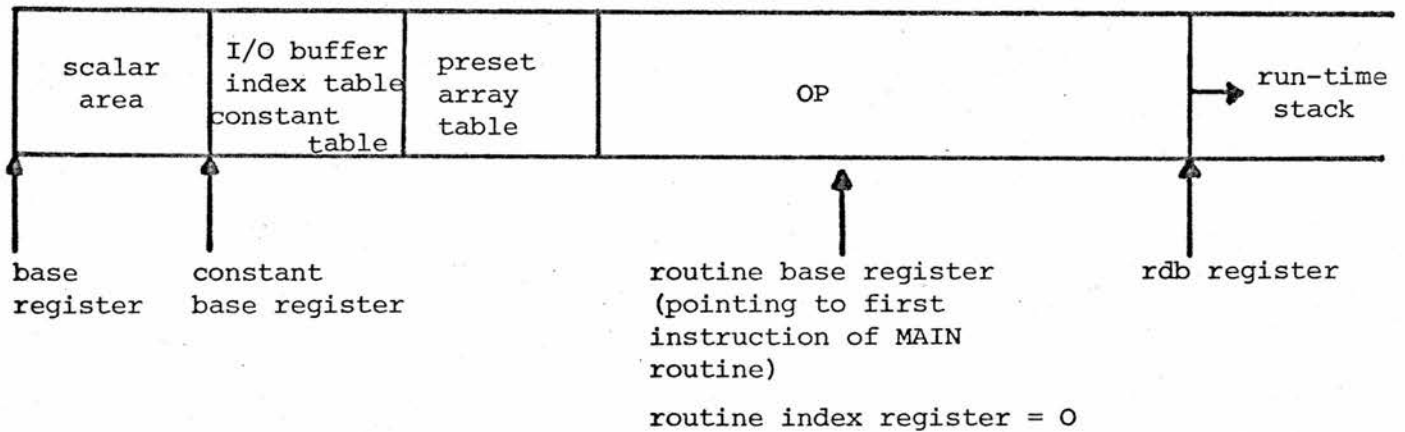 scalar
area
I/O buffer
index table
constant
table
preset
array
table
OP
run-time
stack
base
register
constant
base register
routine base register
(pointing to first
instruction of MAIN
routine)
routine index register = O
rdb register